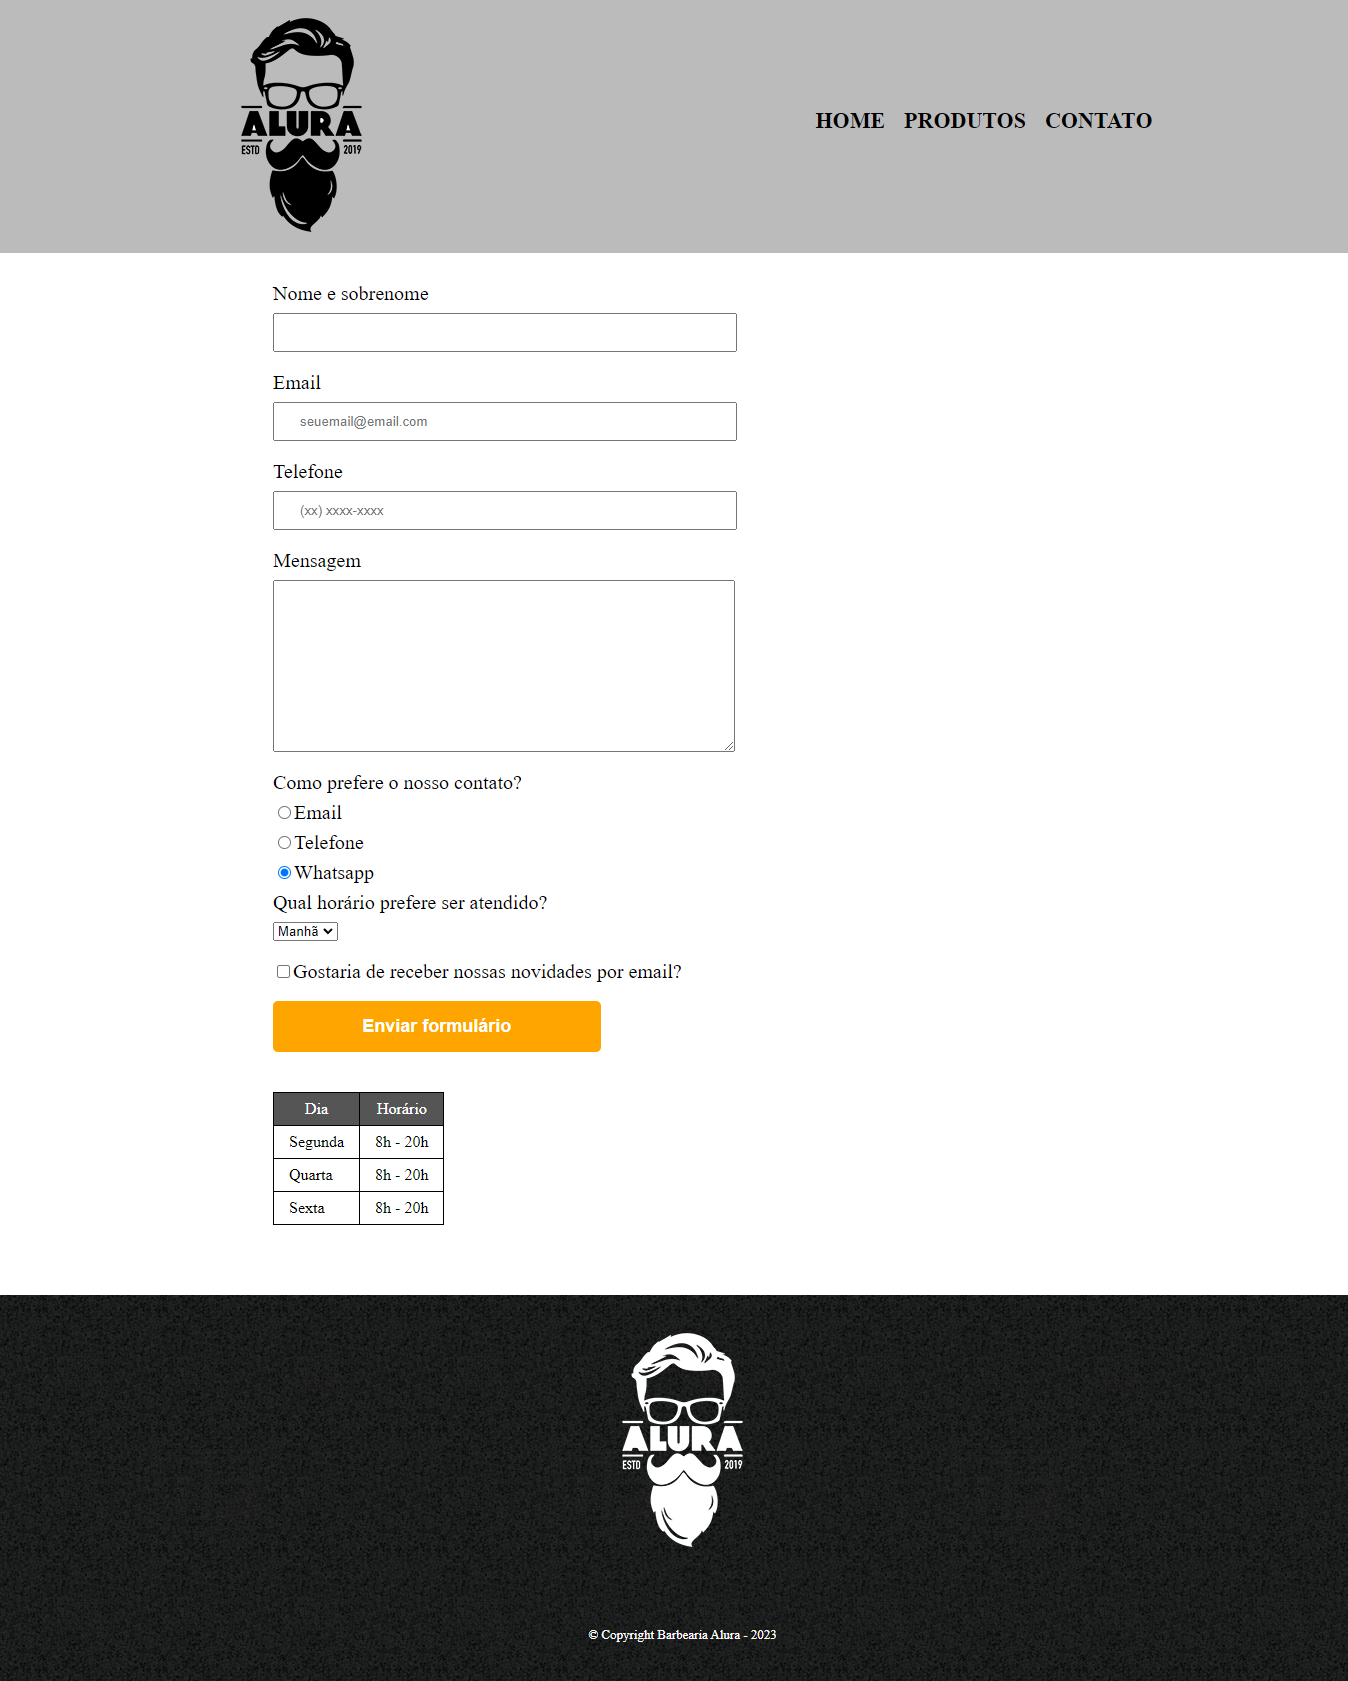 ALURA
ESTD 2019
HOME PRODUTOS CONTATO
Nome e sobrenome
Email
seuemail@email.com
Telefone
(xx) xxxx-xxxx
Mensagem
Como prefere o nosso contato?
Email
Telefone
Whatsapp
Qual horário prefere ser atendido?
Manhã
Gostaria de receber nossas novidades por email?
Enviar formulário
Dia Horário
Segunda 8h - 20h
Quarta 8h - 20h
Sexta 8h - 20h
ALURA
ESTD 2019
© Copyright Barbearia Alura - 2023